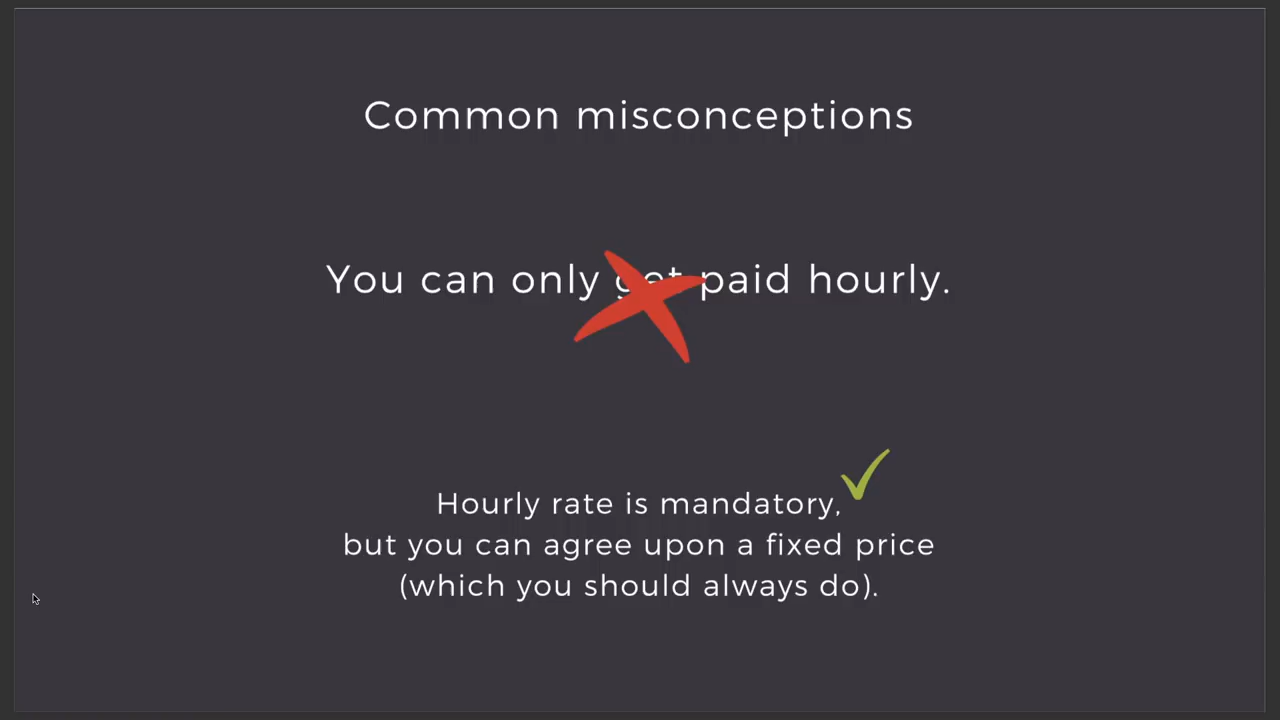 Common misconceptions
You can only get paid hourly.
Hourly rate is mandatory,
but you can agree upon a fixed price
(which you should always do).